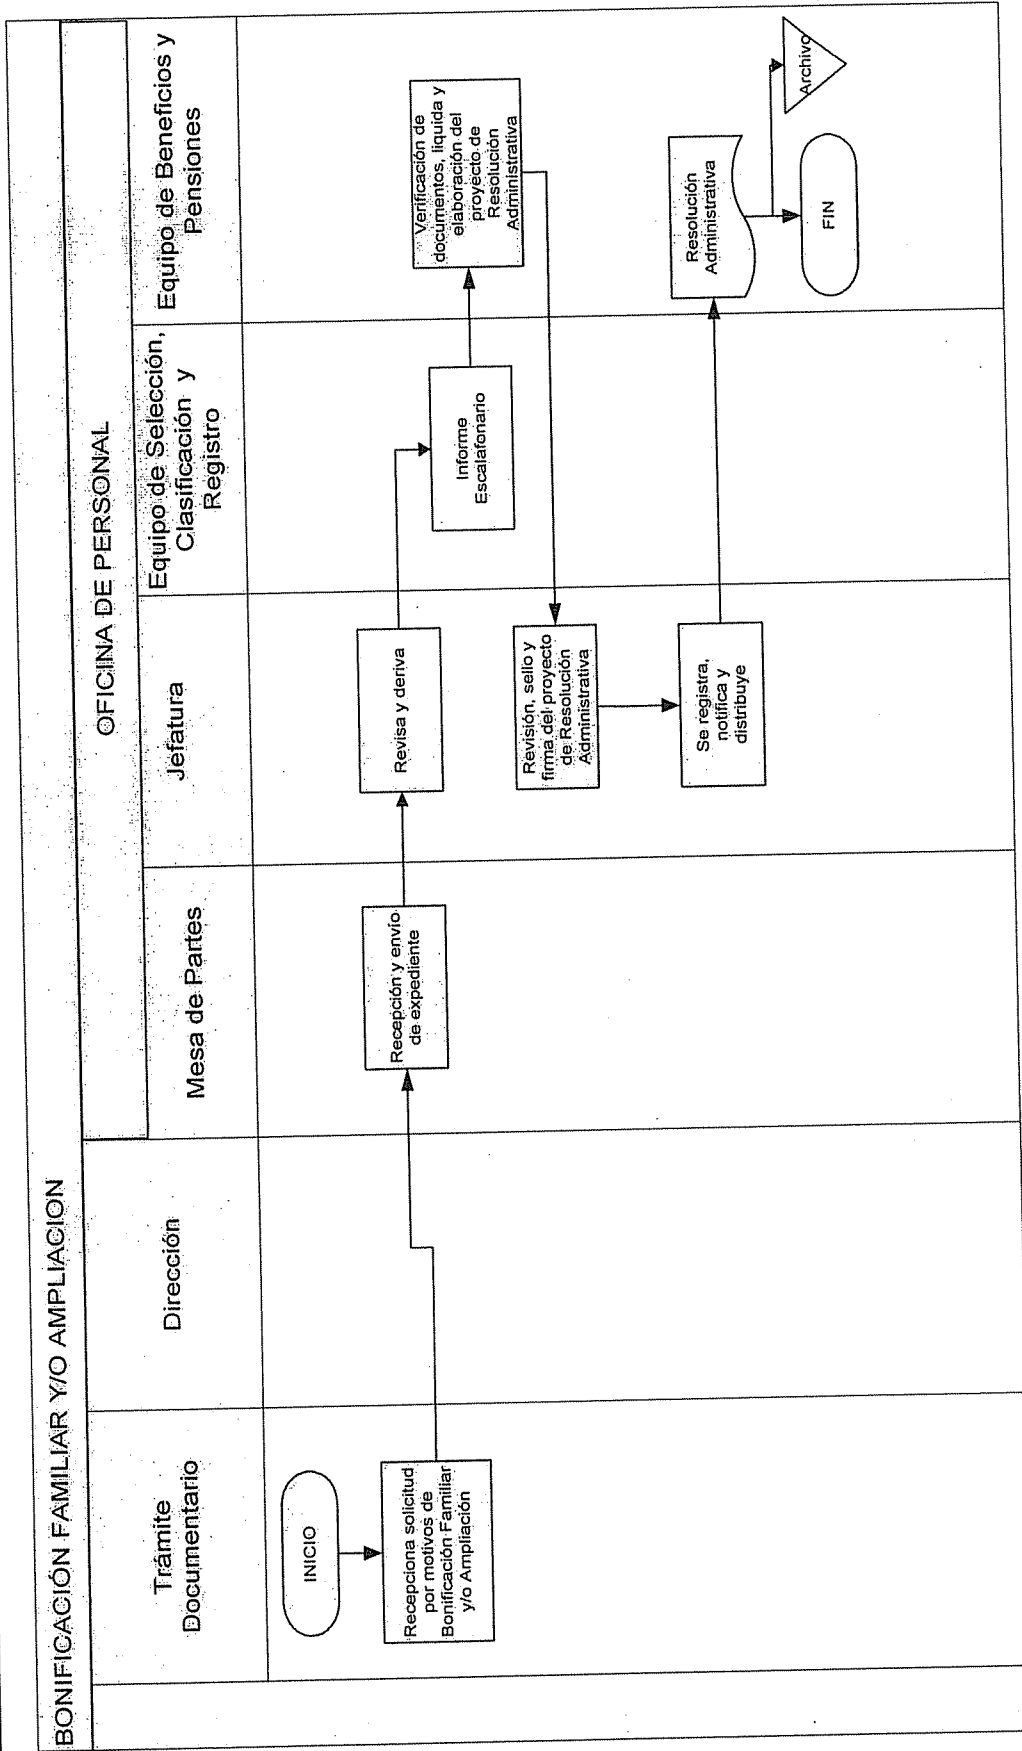 BONIFICACIÓN FAMILIAR Y/O AMPLIACION
OFICINA DE PERSONAL
Trámite
Documentario
Dirección
Mesa de Partes
Jefatura
Equipo de Selección,
Clasificación y
Registro
Equipo de Beneficios y
Pensiones
INICIO
Recepciona solicitud
por motivos de
Bonificación Familiar
y/o Ampliación
Recepción y envío
de expediente
Revisa y deriva
Informe
Escalafonario
Verificación de
documentos, liquida y
elaboración del
proyecto de
Resolución
Administrativa
Revisión, sello y
firma del proyecto
de Resolución
Administrativa
Se registra,
notifica y
distribuye
Resolución
Administrativa
Archivo
FIN